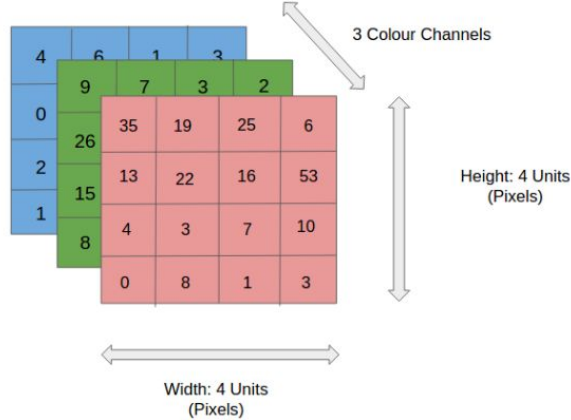 3 Colour Channels
4 6 1 3
9 7 3 2
35 19 25 6
0
26
13 22 16 53
Height: 4 Units
(Pixels)
2
15
4 3 7 10
1
8
0 8 1 3
Width: 4 Units
(Pixels)